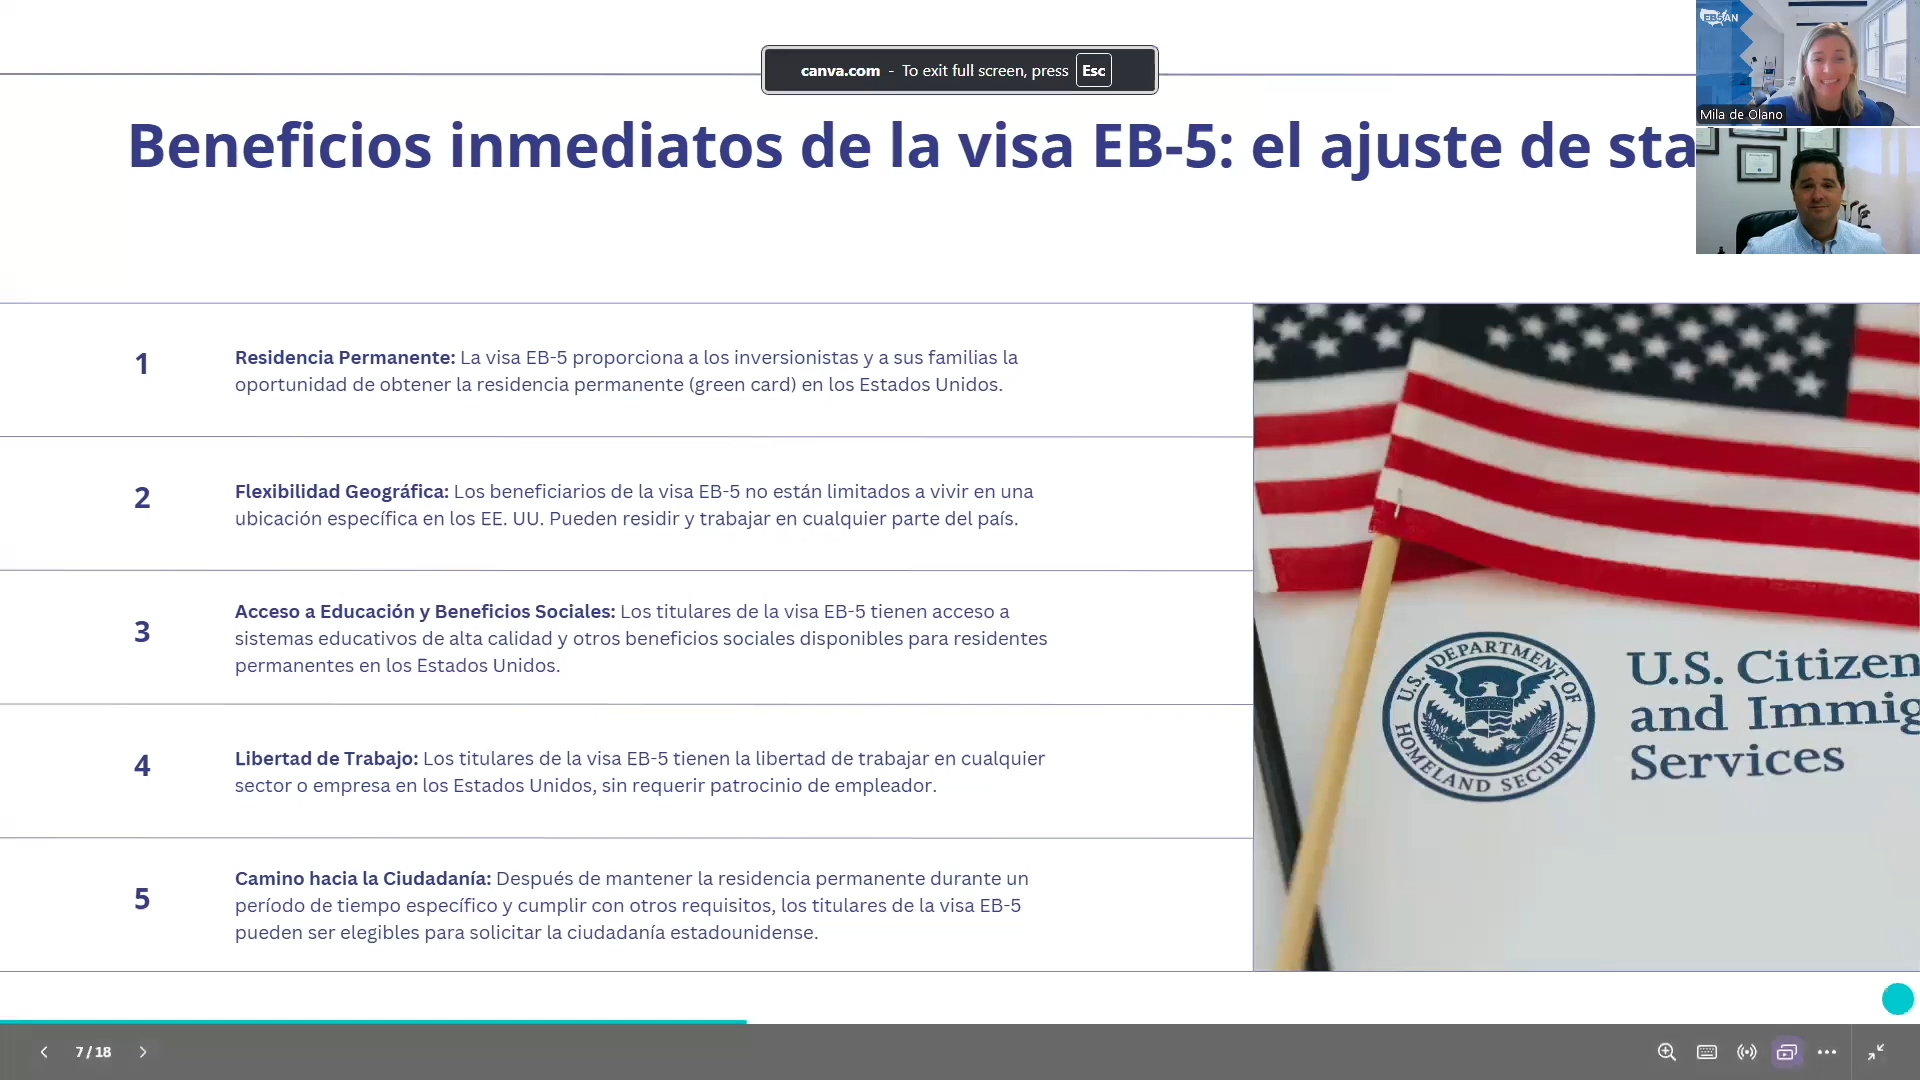 EB5AN
canva.com - To exit full screen, press Esc
Mila de Olano
Beneficios inmediatos de la visa EB-5: el ajuste de sta
1
Residencia Permanente: La visa EB-5 proporciona a los inversionistas y a sus familias la
oportunidad de obtener la residencia permanente (green card) en los Estados Unidos.
2
Flexibilidad Geográfica: Los beneficiarios de la visa EB-5 no están limitados a vivir en una
ubicación específica en los EE. UU. Pueden residir y trabajar en cualquier parte del país.
3
Acceso a Educación y Beneficios Sociales: Los titulares de la visa EB-5 tienen acceso a
sistemas educativos de alta calidad y otros beneficios sociales disponibles para residentes
permanentes en los Estados Unidos.
4
Libertad de Trabajo: Los titulares de la visa EB-5 tienen la libertad de trabajar en cualquier
sector o empresa en los Estados Unidos, sin requerir patrocinio de empleador.
5
Camino hacia la Ciudadanía: Después de mantener la residencia permanente durante un
período de tiempo específico y cumplir con otros requisitos, los titulares de la visa EB-5
pueden ser elegibles para solicitar la ciudadanía estadounidense.
U.S. DEPARTMENT OF
HOMELAND SECURITY
U.S. Citizen
and Immig
Services
7 / 18